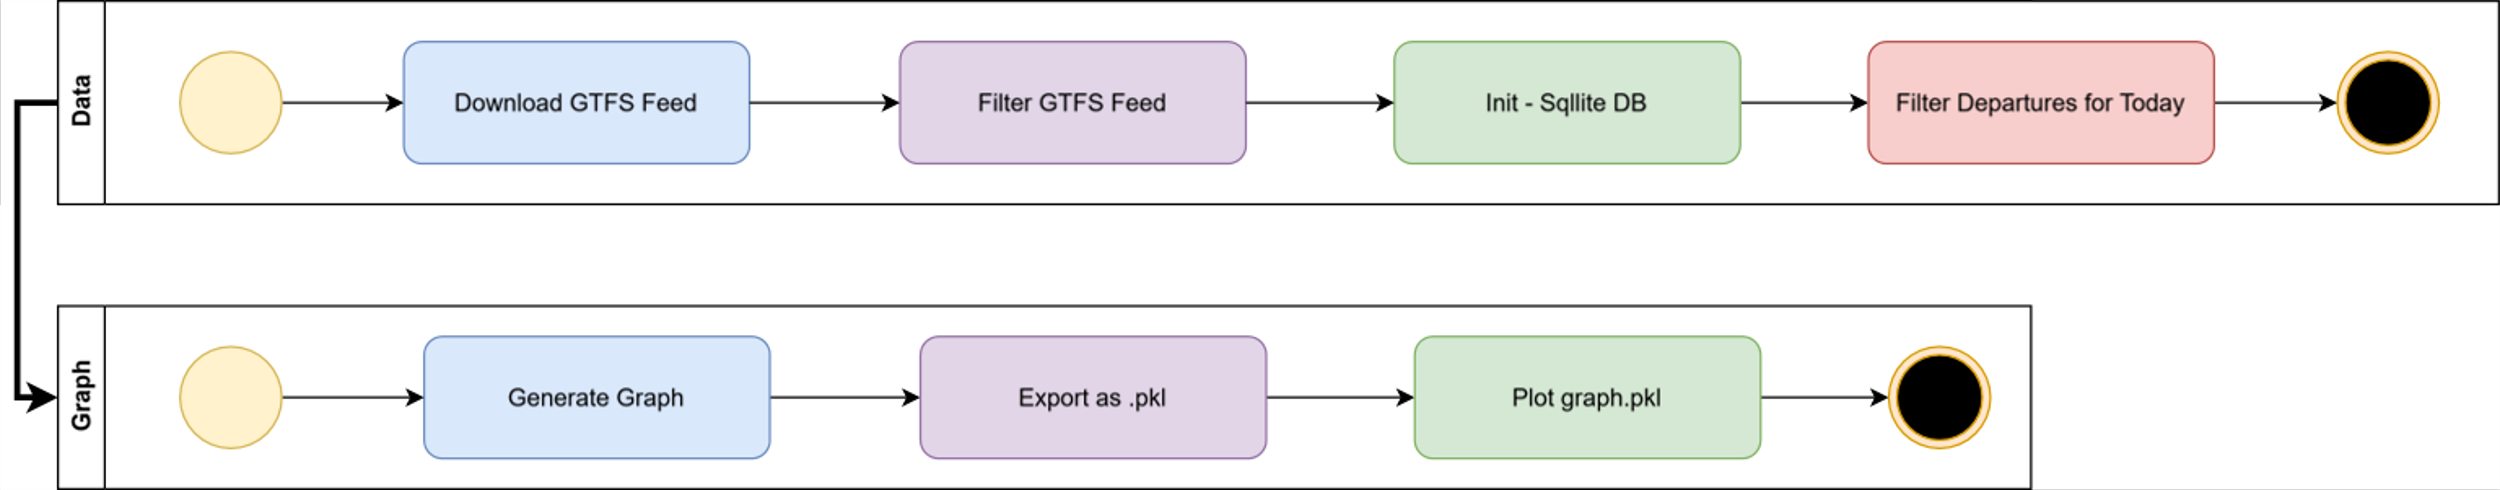 Data
Download GTFS Feed
Filter GTFS Feed
Init - Sqllite DB
Filter Departures for Today
Graph
Generate Graph
Export as .pkl
Plot graph.pkl